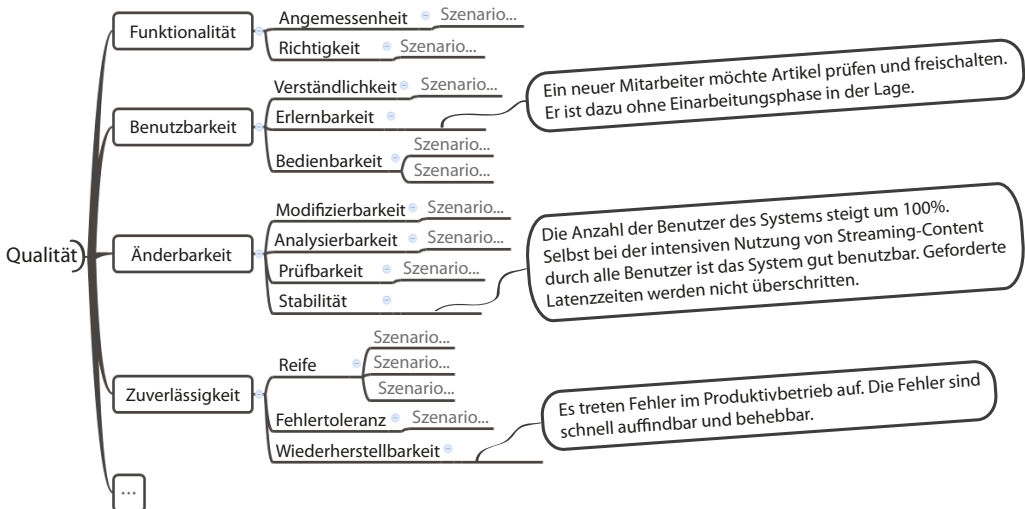 Qualität
Funktionalität
Angemessenheit
Szenario...
Richtigkeit
Szenario...
Benutzbarkeit
Verständlichkeit
Szenario...
Erlernbarkeit
Ein neuer Mitarbeiter möchte Artikel prüfen und freischalten.
Er ist dazu ohne Einarbeitungsphase in der Lage.
Bedienbarkeit
Szenario...
Szenario...
Änderbarkeit
Modifizierbarkeit
Szenario...
Analysierbarkeit
Szenario...
Prüfbarkeit
Szenario...
Stabilität
Die Anzahl der Benutzer des Systems steigt um 100%.
Selbst bei der intensiven Nutzung von Streaming-Content
durch alle Benutzer ist das System gut benutzbar. Geforderte
Latenzzeiten werden nicht überschritten.
Zuverlässigkeit
Reife
Szenario...
Szenario...
Szenario...
Fehlertoleranz
Szenario...
Wiederherstellbarkeit
Es treten Fehler im Produktivbetrieb auf. Die Fehler sind
schnell auffindbar und behebbar.
...